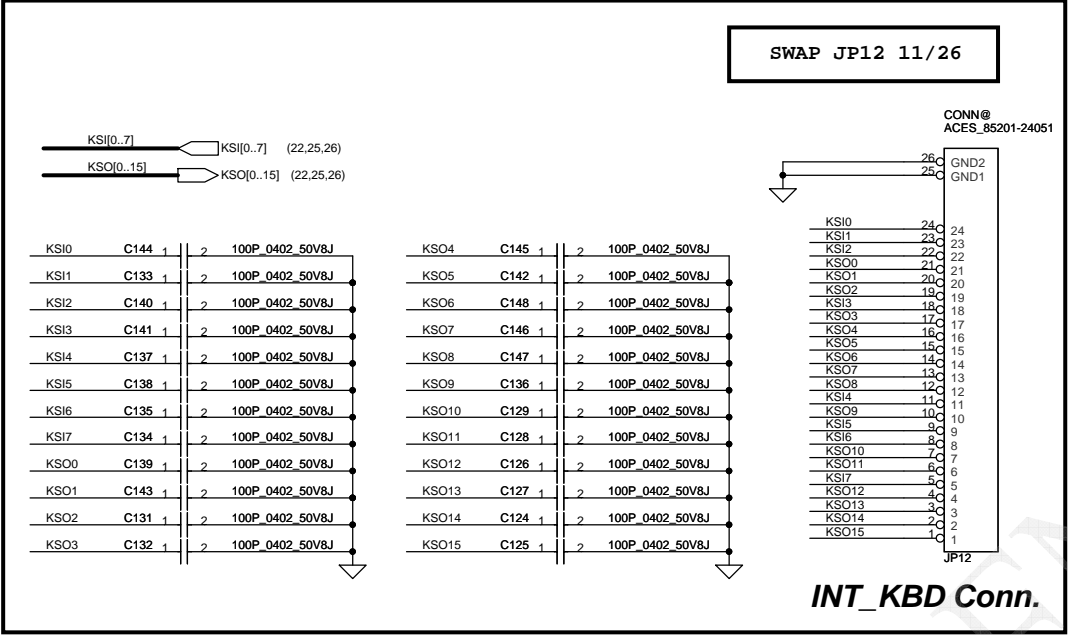 SWAP JP12 11/26
CONN@
ACES_85201-24051
KSI[0..7] KSI[0..7] (22,25,26)
KSO[0..15] KSO[0..15] (22,25,26)
26 GND2
25 GND1
KSI0 24 24
KSI1 23 23
KSI2 22 22
KSO0 21 21
KSO1 20 20
KSO2 19 19
KSI3 18 18
KSO3 17 17
KSO4 16 16
KSO5 15 15
KSO6 14 14
KSO7 13 13
KSO8 12 12
KSI4 11 11
KSO9 10 10
KSI5 9 9
KSI6 8 8
KSO10 7 7
KSO11 6 6
KSI7 5 5
KSO12 4 4
KSO13 3 3
KSO14 2 2
KSO15 1 1
JP12
KSI0 C144 1 2 100P_0402_50V8J
KSI1 C133 1 2 100P_0402_50V8J
KSI2 C140 1 2 100P_0402_50V8J
KSI3 C141 1 2 100P_0402_50V8J
KSI4 C137 1 2 100P_0402_50V8J
KSI5 C138 1 2 100P_0402_50V8J
KSI6 C135 1 2 100P_0402_50V8J
KSI7 C134 1 2 100P_0402_50V8J
KSO0 C139 1 2 100P_0402_50V8J
KSO1 C143 1 2 100P_0402_50V8J
KSO2 C131 1 2 100P_0402_50V8J
KSO3 C132 1 2 100P_0402_50V8J
KSO4 C145 1 2 100P_0402_50V8J
KSO5 C142 1 2 100P_0402_50V8J
KSO6 C148 1 2 100P_0402_50V8J
KSO7 C146 1 2 100P_0402_50V8J
KSO8 C147 1 2 100P_0402_50V8J
KSO9 C136 1 2 100P_0402_50V8J
KSO10 C129 1 2 100P_0402_50V8J
KSO11 C128 1 2 100P_0402_50V8J
KSO12 C126 1 2 100P_0402_50V8J
KSO13 C127 1 2 100P_0402_50V8J
KSO14 C124 1 2 100P_0402_50V8J
KSO15 C125 1 2 100P_0402_50V8J
INT_KBD Conn.